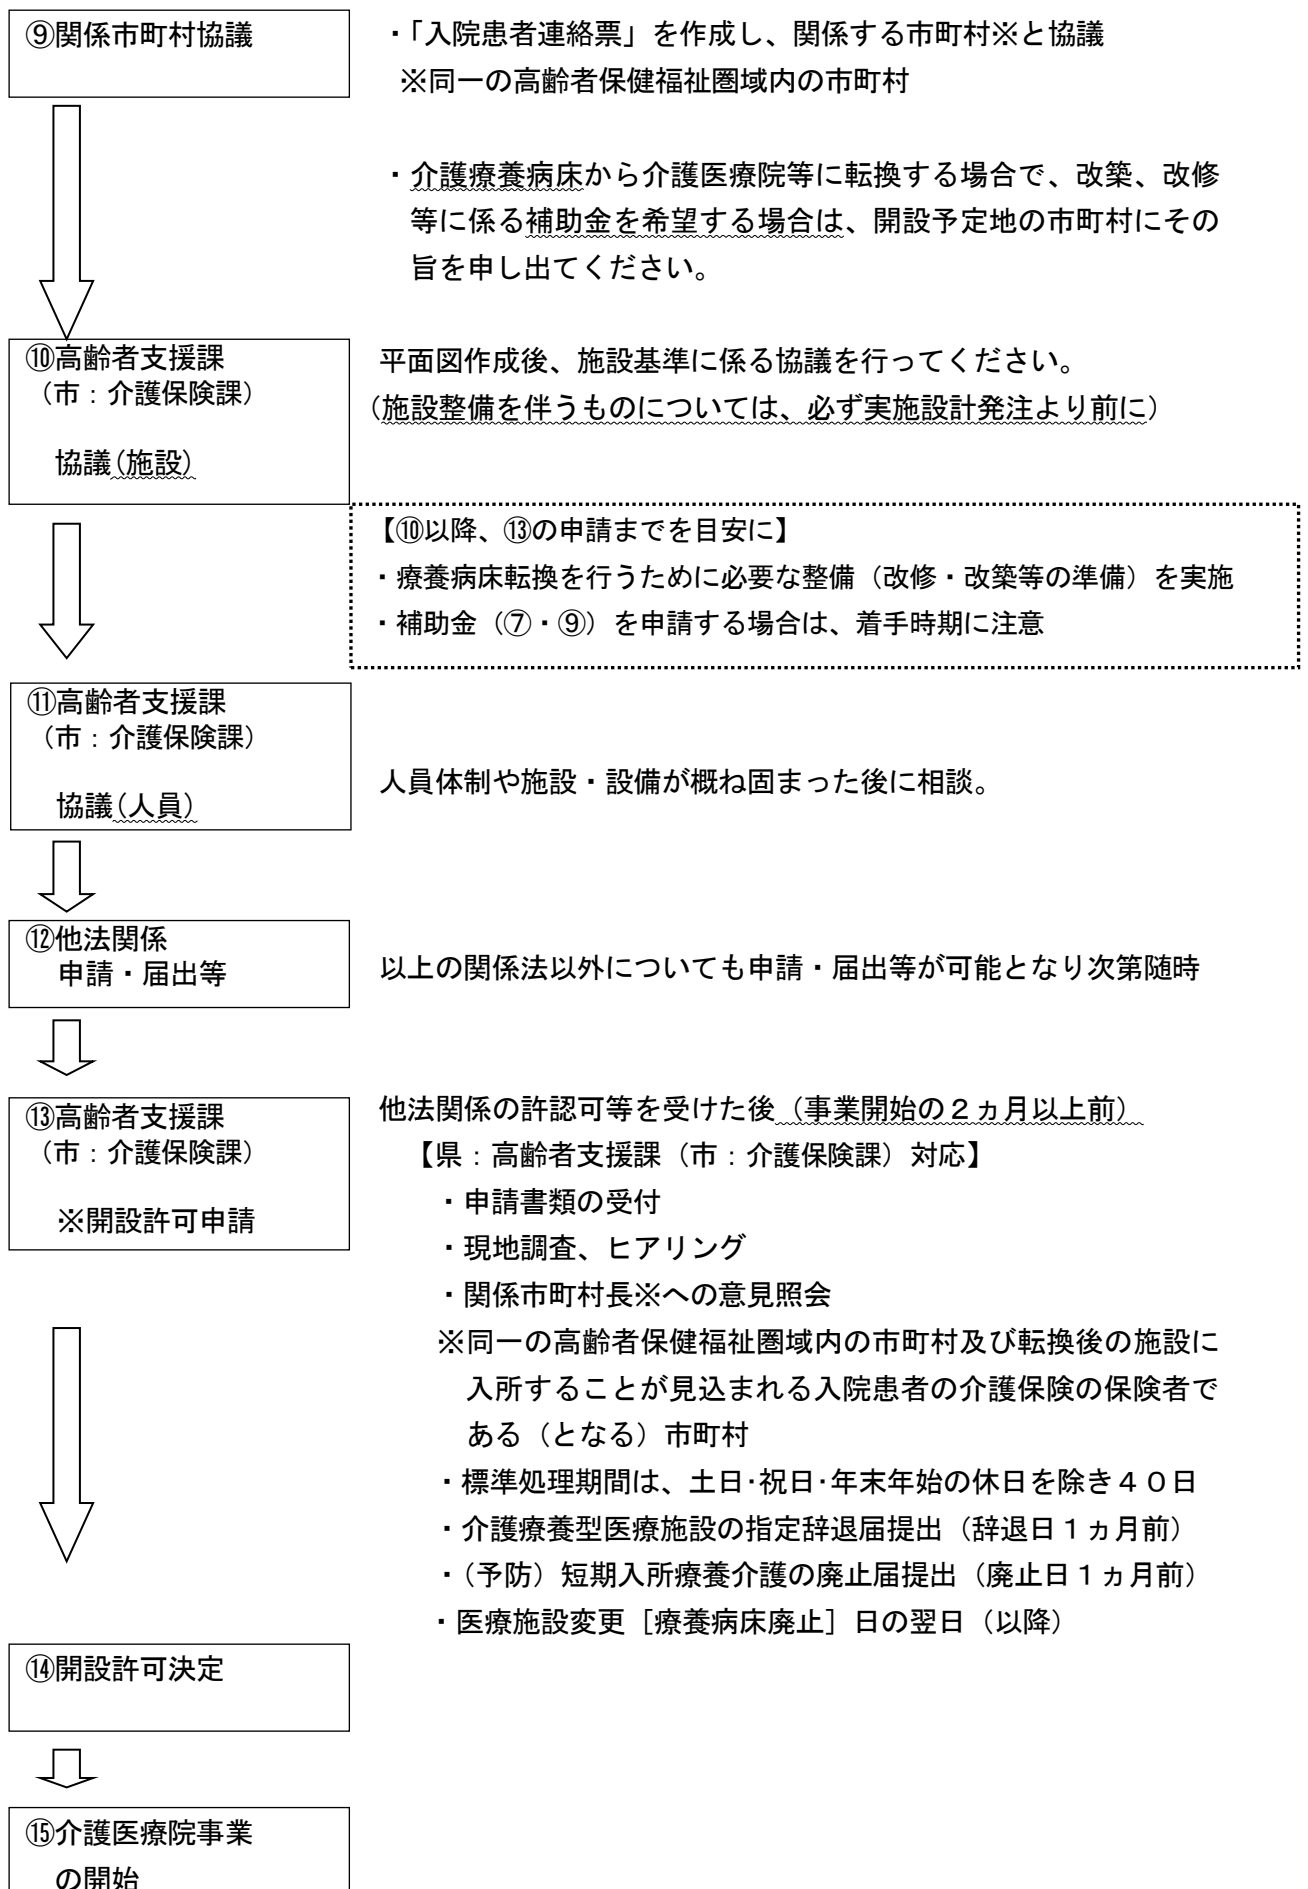 ⑨関係市町村協議
・「入院患者連絡票」を作成し、関係する市町村※と協議
※同一の高齢者保健福祉圏域内の市町村
・介護療養病床から介護医療院等に転換する場合で、改築、改修
等に係る補助金を希望する場合は、開設予定地の市町村にその
旨を申し出てください。
⑩高齢者支援課
（市：介護保険課）
協議(施設)
平面図作成後、施設基準に係る協議を行ってください。
（施設整備を伴うものについては、必ず実施設計発注より前に）
【⑩以降、⑬の申請までを目安に】
・療養病床転換を行うために必要な整備（改修・改築等の準備）を実施
・補助金（⑦・⑨）を申請する場合は、着手時期に注意
⑪高齢者支援課
（市：介護保険課）
協議(人員)
人員体制や施設・設備が概ね固まった後に相談。
⑫他法関係
申請・届出等
以上の関係法以外についても申請・届出等が可能となり次第随時
⑬高齢者支援課
（市：介護保険課）
※開設許可申請
他法関係の許認可等を受けた後（事業開始の２ヵ月以上前）
【県：高齢者支援課（市：介護保険課）対応】
・申請書類の受付
・現地調査、ヒアリング
・関係市町村長※への意見照会
※同一の高齢者保健福祉圏域内の市町村及び転換後の施設に
入所することが見込まれる入院患者の介護保険の保険者で
ある（となる）市町村
・標準処理期間は、土日･祝日･年末年始の休日を除き４０日
・介護療養型医療施設の指定辞退届提出（辞退日１ヵ月前）
・（予防）短期入所療養介護の廃止届提出（廃止日１ヵ月前）
・医療施設変更［療養病床廃止］日の翌日（以降）
⑭開設許可決定
⑮介護医療院事業
の開始